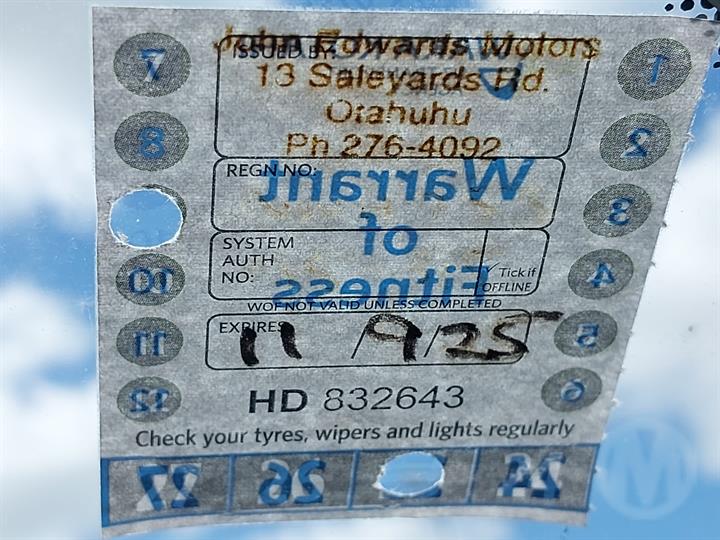 John Edwards Motors
ISSUED BY:
13 Saleyards Rd.
Otahuhu
Ph 276-4092
REGN NO:
Warrant
of
Fitness
SYSTEM
AUTH
NO:
Tick if
OFFLINE
WOF NOT VALID UNLESS COMPLETED
EXPIRES
11/9/25
HD 832643
Check your tyres, wipers and lights regularly
7 1
8 2
3
10 4
11 5
12 6
27 26 24
M